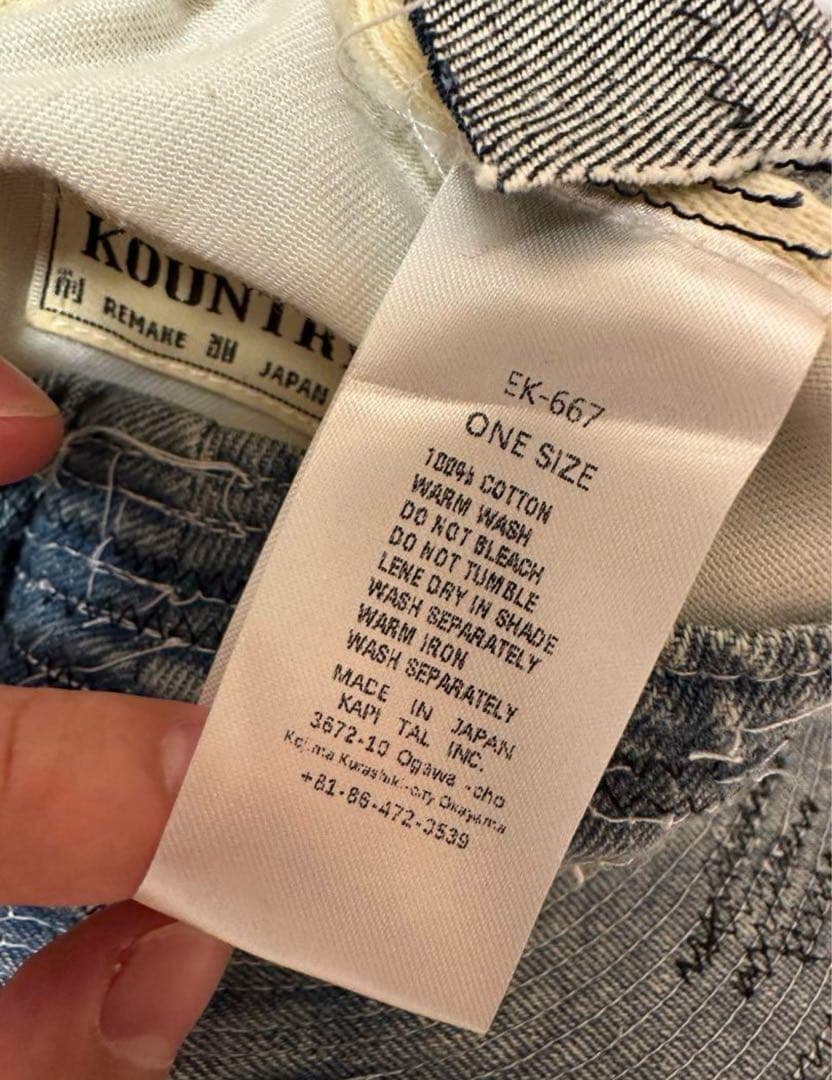 KOUNTR
REMAKE JAPAN
EK-667
ONE SIZE
100% COTTON
WARM WASH
DO NOT BLEACH
DO NOT TUMBLE
LENE DRY IN SHADE
WASH SEPARATELY
WARM IRON
WASH SEPARATELY
MADE IN JAPAN
KAPI TAL INC.
3672-10 Ogawa -cho
Kojima Kurashiki-city Okayama
+81-86-472-3539